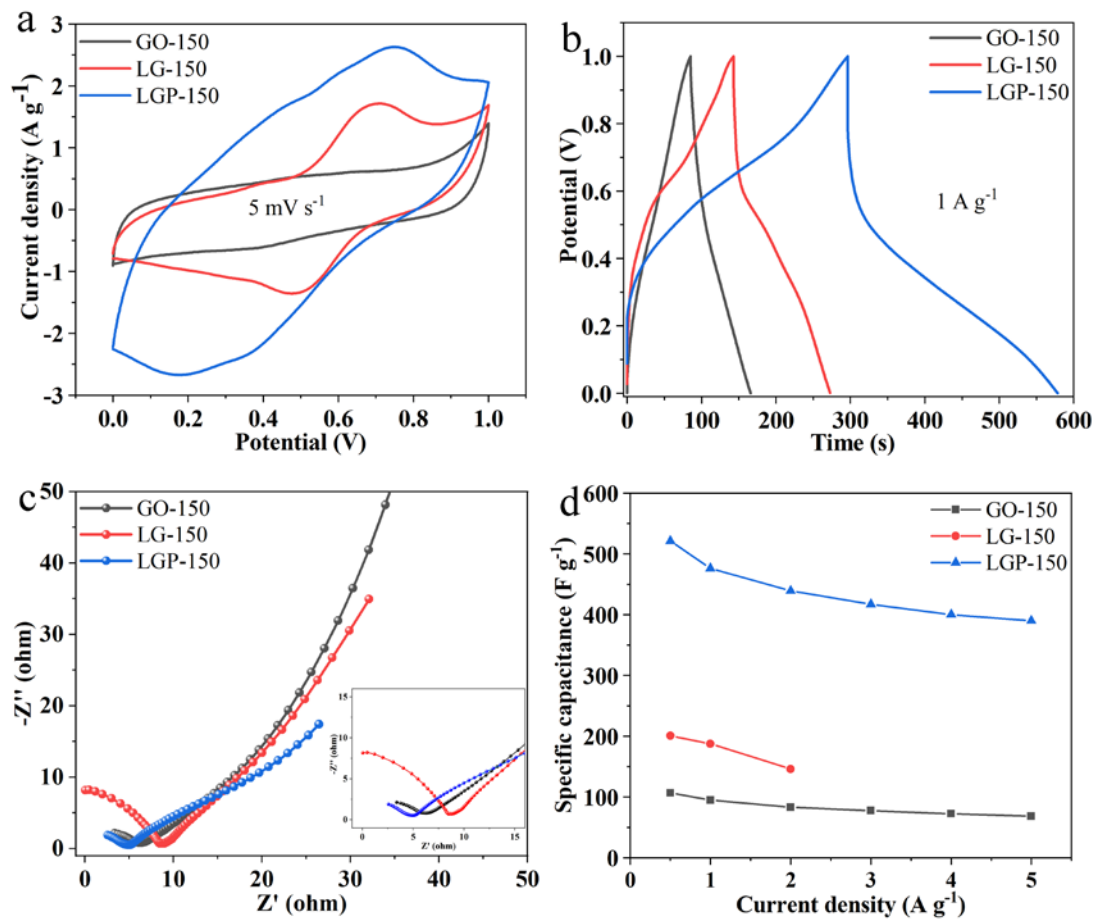 a
GO-150
LG-150
LGP-150
5 mV s⁻¹
3
2
1
0
-1
-2
-3
0.0 0.2 0.4 0.6 0.8 1.0
Current density (A g⁻¹)
Potential (V)
b
GO-150
LG-150
LGP-150
1 A g⁻¹
1.0
0.8
0.6
0.4
0.2
0.0
0 100 200 300 400 500 600
Potential (V)
Time (s)
c
GO-150
LG-150
LGP-150
50
40
30
20
10
0
0 10 20 30 40 50
-Z'' (ohm)
Z' (ohm)
15
10
5
0
0 5 10 15
-Z'' (ohm)
Z' (ohm)
d
GO-150
LG-150
LGP-150
600
500
400
300
200
100
0
1 2 3 4 5
Specific capacitance (F g⁻¹)
Current density (A g⁻¹)